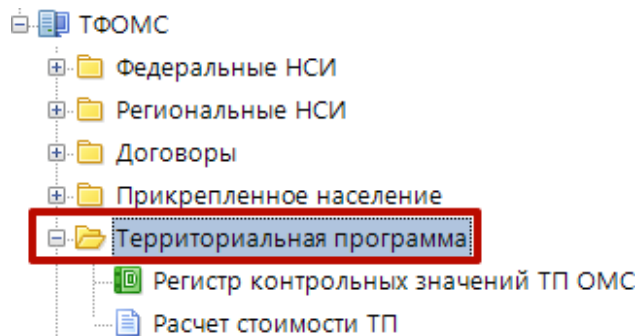 ТФОМС
Федеральные НСИ
Региональные НСИ
Договоры
Прикрепленное население
Территориальная программа
Регистр контрольных значений ТП ОМС
Расчет стоимости ТП